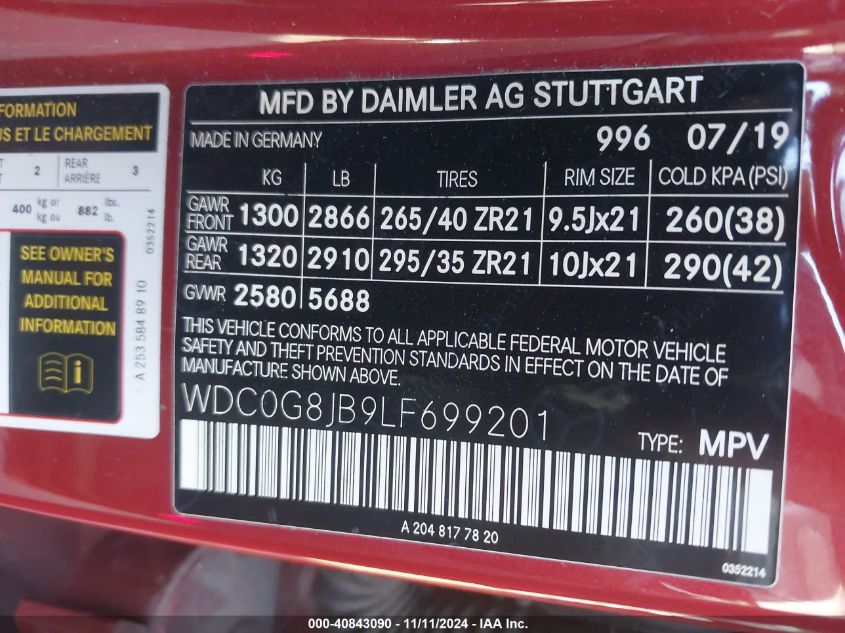 FORMATION
US ET LE CHARGEMENT
2 REAR ARRIÈRE 3
400 kg or kg ou 882 lbs. lb.
0352214
SEE OWNER'S
MANUAL FOR
ADDITIONAL
INFORMATION
A 253 584 89 10
MFD BY DAIMLER AG STUTTGART
MADE IN GERMANY 996 07/19
KG LB TIRES RIM SIZE COLD KPA (PSI)
GAWR FRONT 1300 2866 265/40 ZR21 9.5Jx21 260(38)
GAWR REAR 1320 2910 295/35 ZR21 10Jx21 290(42)
GVWR 2580 5688
THIS VEHICLE CONFORMS TO ALL APPLICABLE FEDERAL MOTOR VEHICLE
SAFETY AND THEFT PREVENTION STANDARDS IN EFFECT ON THE DATE OF
MANUFACTURE SHOWN ABOVE.
WDC0G8JB9LF699201
TYPE: MPV
A 204 817 78 20
0352214
000-40843090 - 11/11/2024 - IAA Inc.